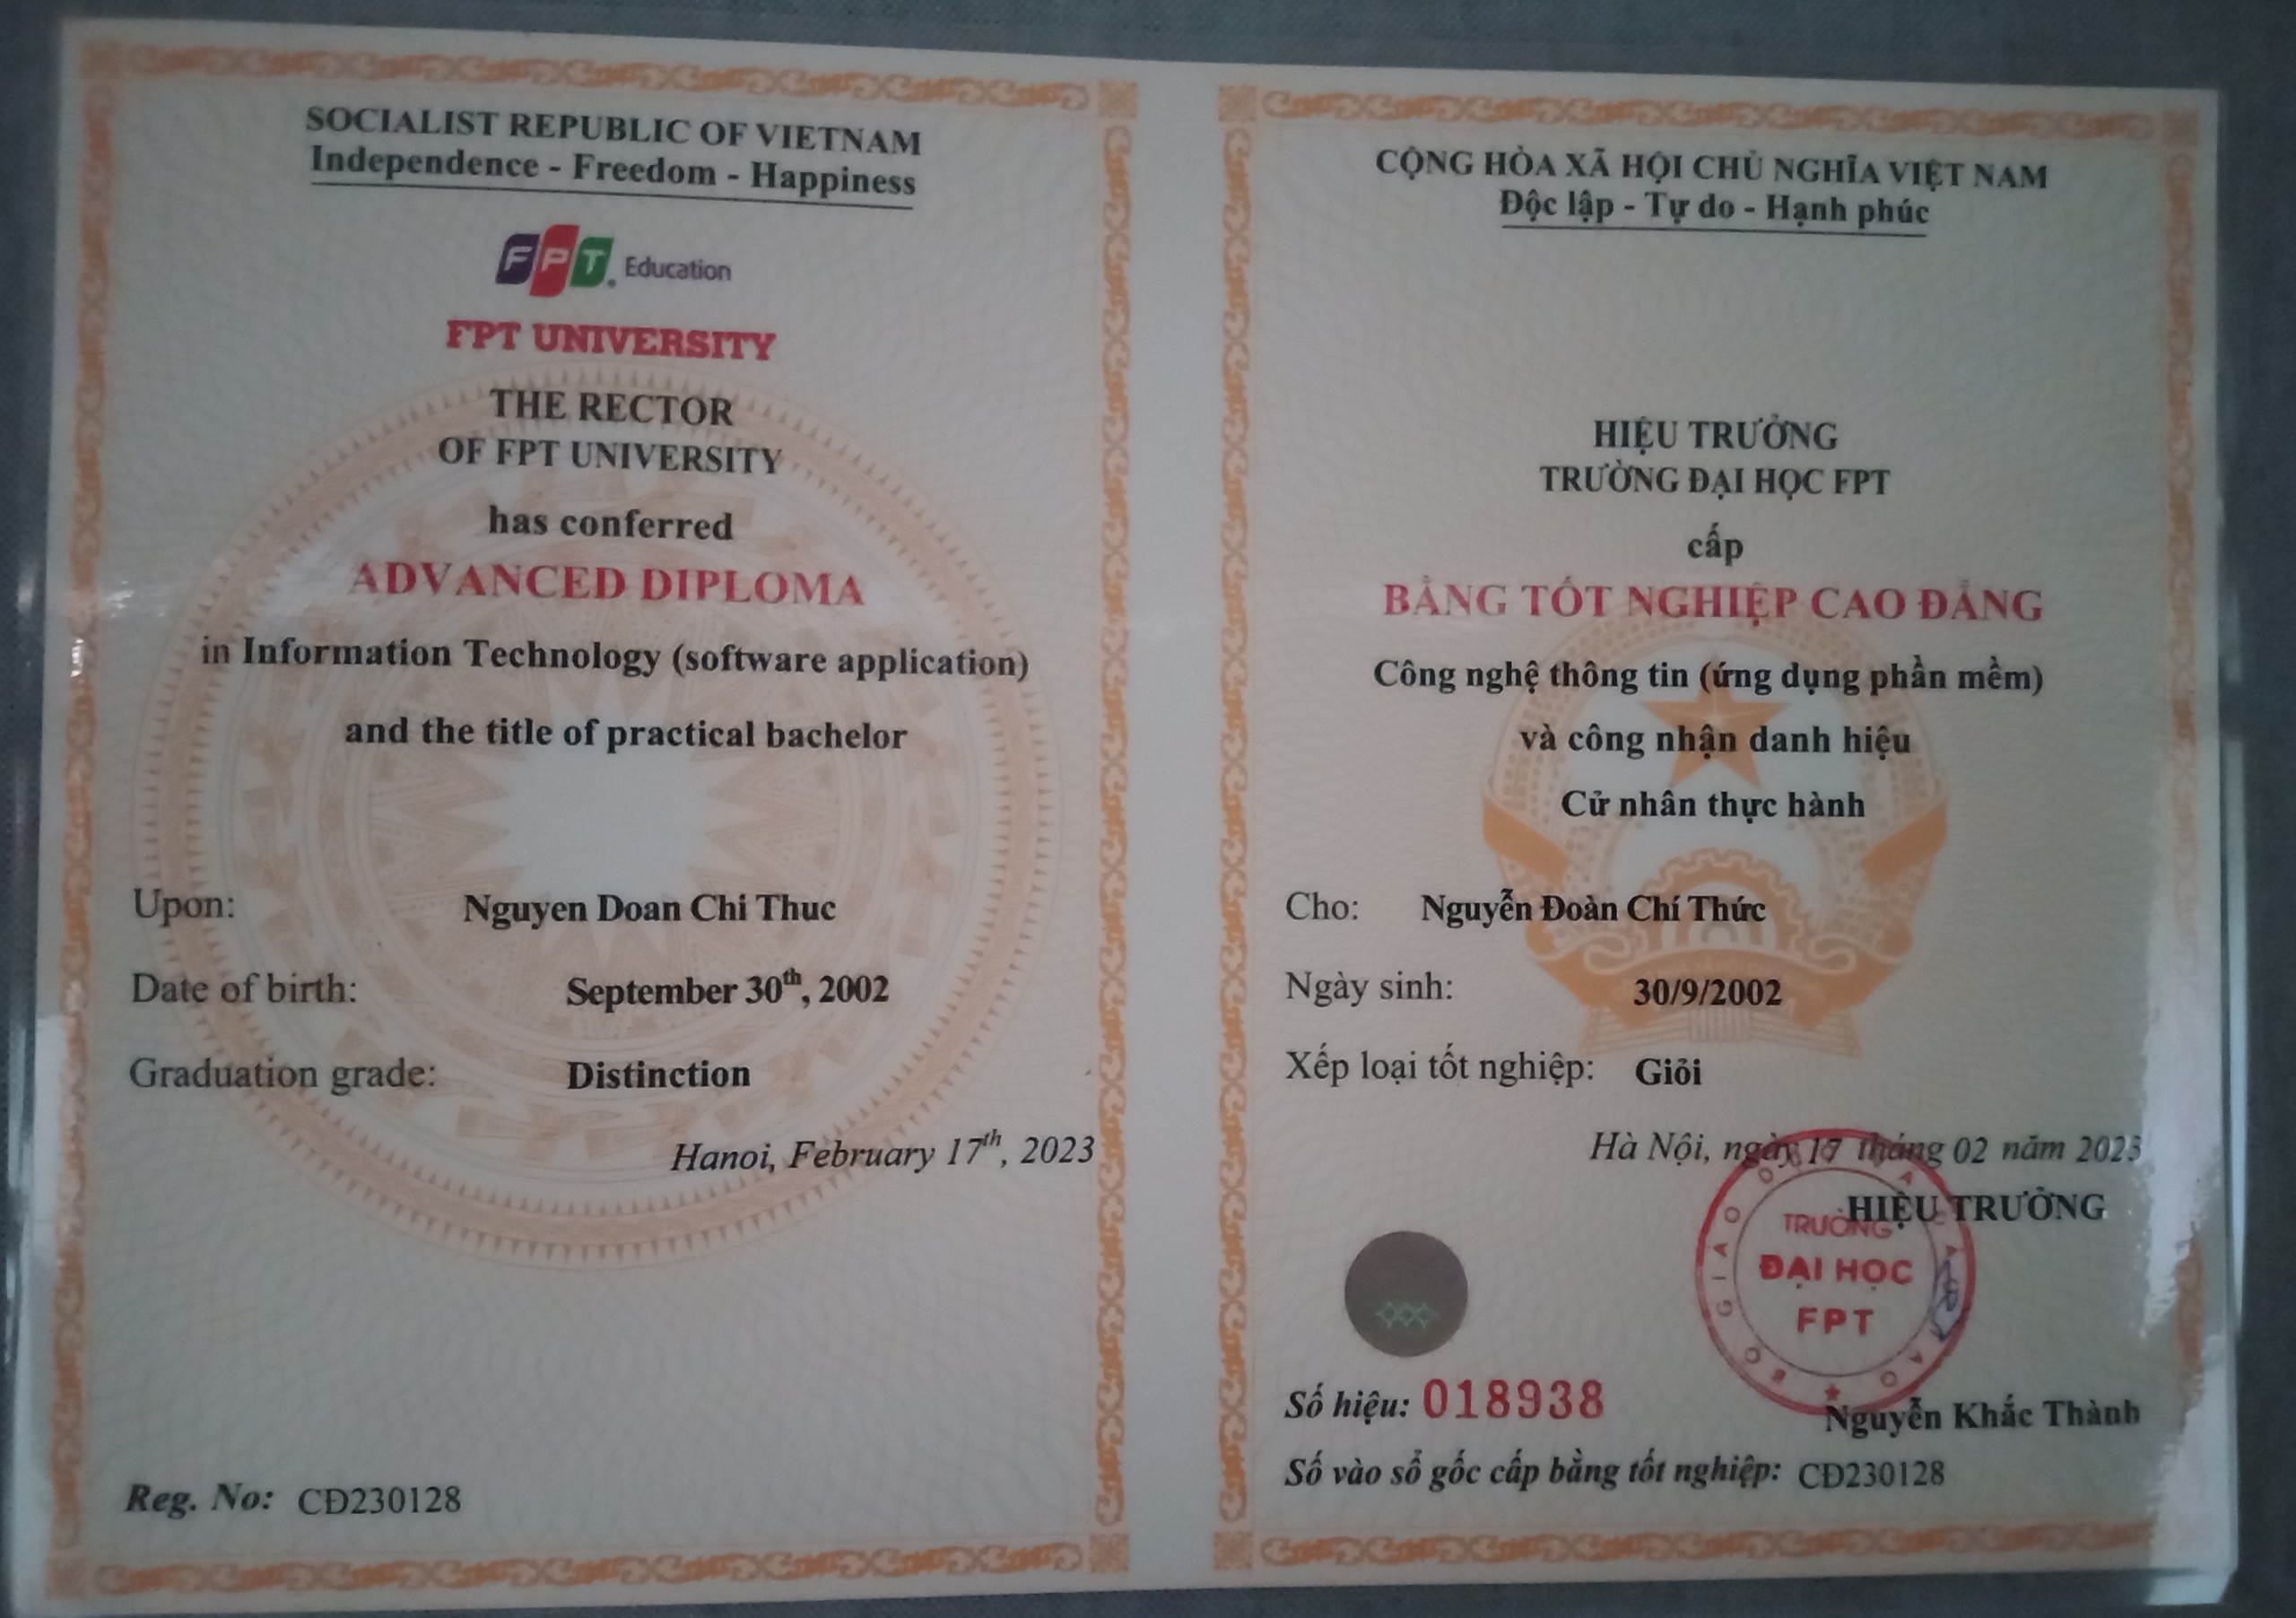 SOCIALIST REPUBLIC OF VIETNAM
Independence - Freedom - Happiness
FPT Education
FPT UNIVERSITY
THE RECTOR
OF FPT UNIVERSITY
has conferred
ADVANCED DIPLOMA
in Information Technology (software application)
and the title of practical bachelor
Upon: Nguyen Doan Chi Thuc
Date of birth: September 30th, 2002
Graduation grade: Distinction
Hanoi, February 17th, 2023
Reg. No: CĐ230128
CỘNG HÒA XÃ HỘI CHỦ NGHĨA VIỆT NAM
Độc lập - Tự do - Hạnh phúc
HIỆU TRƯỞNG
TRƯỜNG ĐẠI HỌC FPT
cấp
BẰNG TỐT NGHIỆP CAO ĐẲNG
Công nghệ thông tin (ứng dụng phần mềm)
và công nhận danh hiệu
Cử nhân thực hành
Cho: Nguyễn Đoàn Chí Thức
Ngày sinh: 30/9/2002
Xếp loại tốt nghiệp: Giỏi
Hà Nội, ngày 17 tháng 02 năm 2023
HIỆU TRƯỞNG
TRƯỜNG
ĐẠI HỌC
FPT
BỘ GIÁO
Số hiệu: 018938
Nguyễn Khắc Thành
Số vào sổ gốc cấp bằng tốt nghiệp: CĐ230128